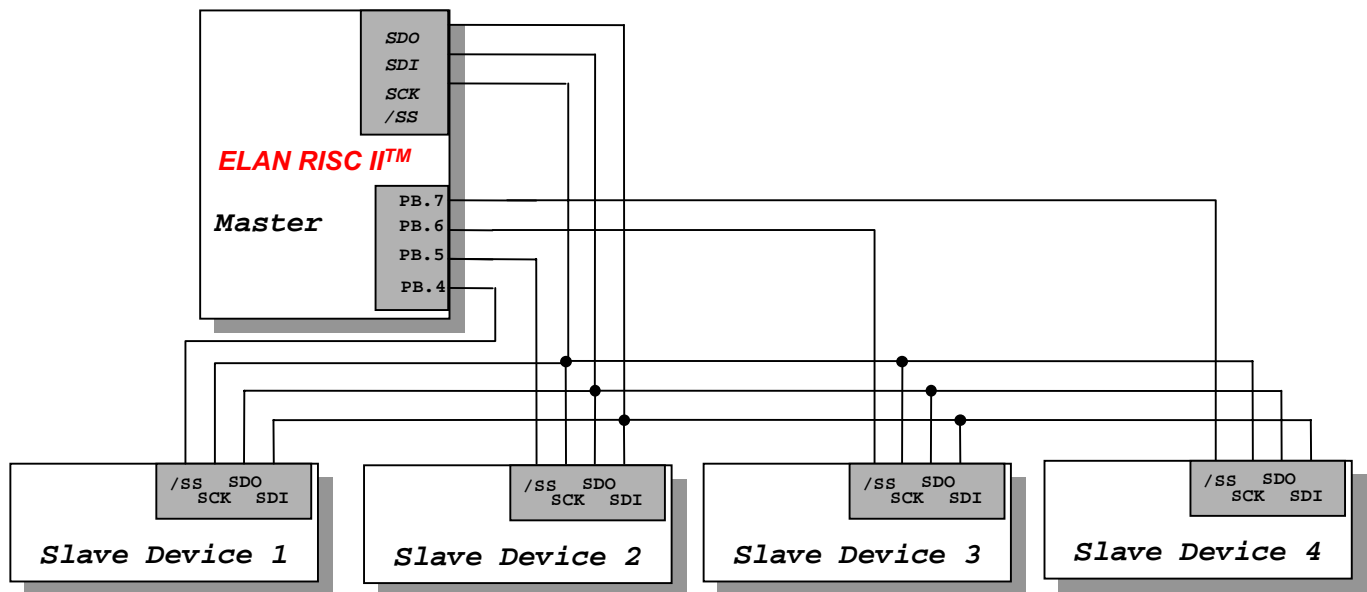 SDO
SDI
SCK
/SS
ELAN RISC II™
Master
PB.7
PB.6
PB.5
PB.4
/SS SDO
SCK SDI
Slave Device 1
/SS SDO
SCK SDI
Slave Device 2
/SS SDO
SCK SDI
Slave Device 3
/SS SDO
SCK SDI
Slave Device 4